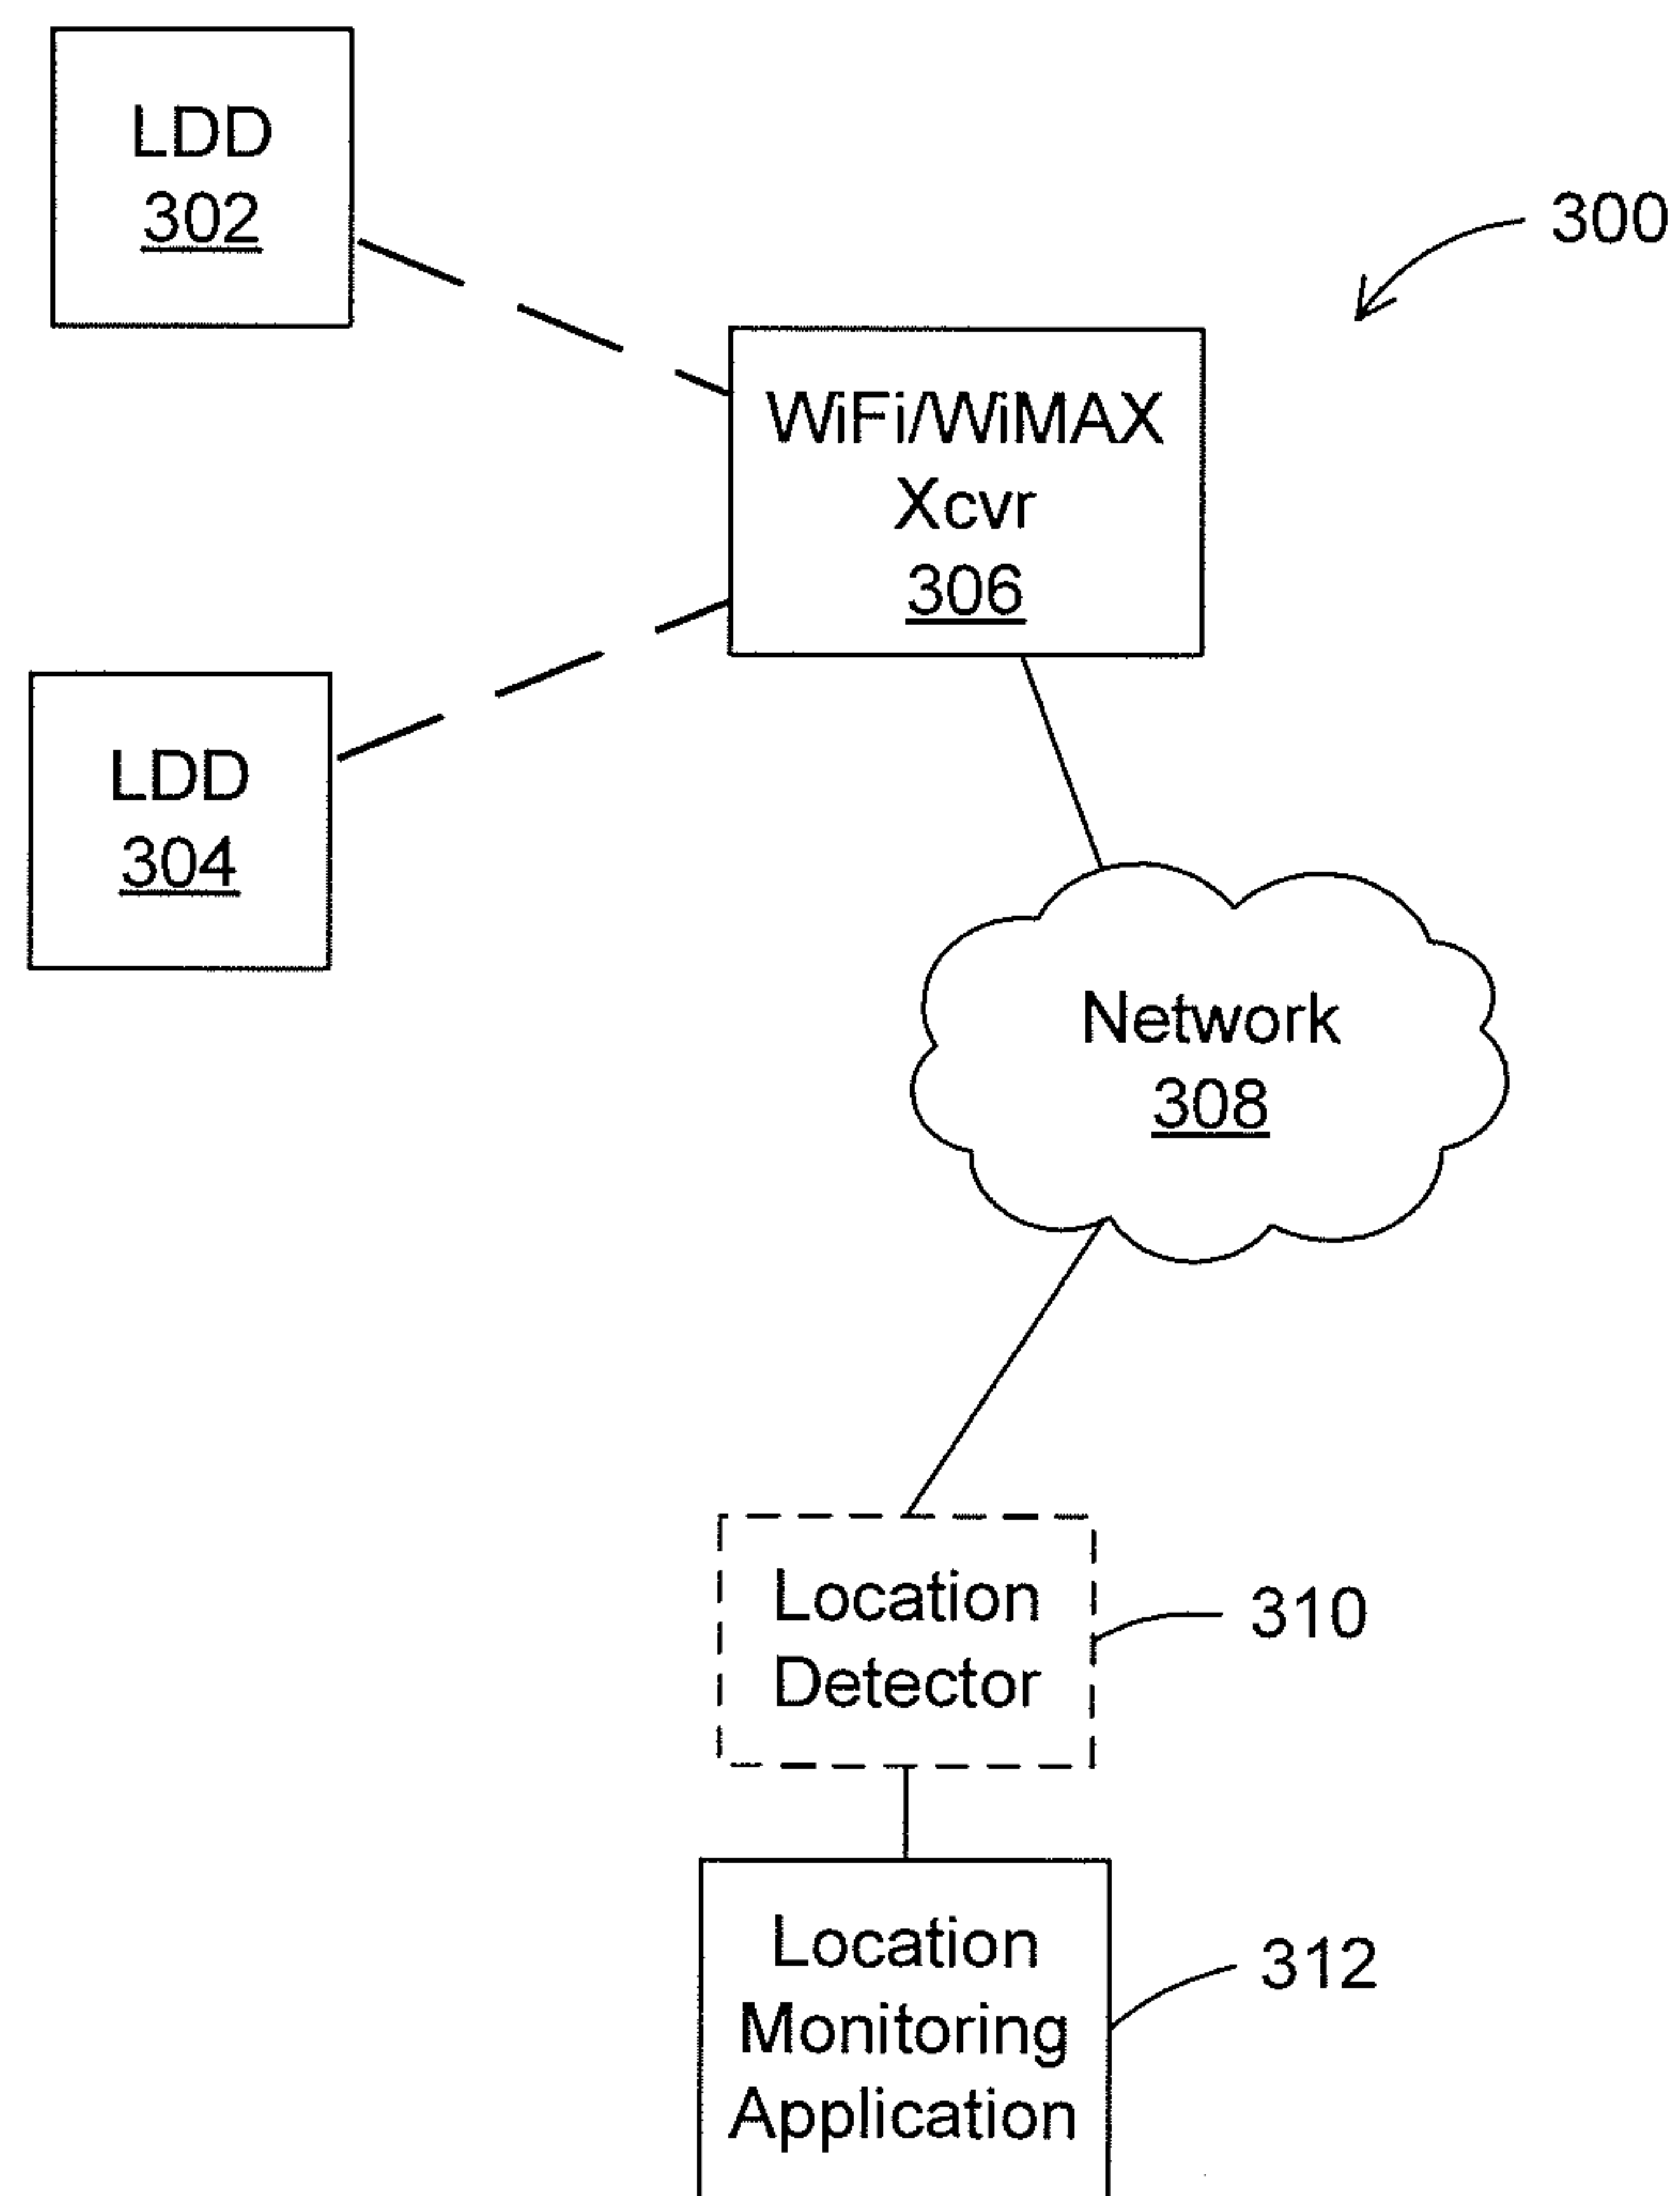 LDD
302
300
WiFi/WiMAX
Xcvr
306
LDD
304
Network
308
Location
Detector
310
Location
Monitoring
Application
312